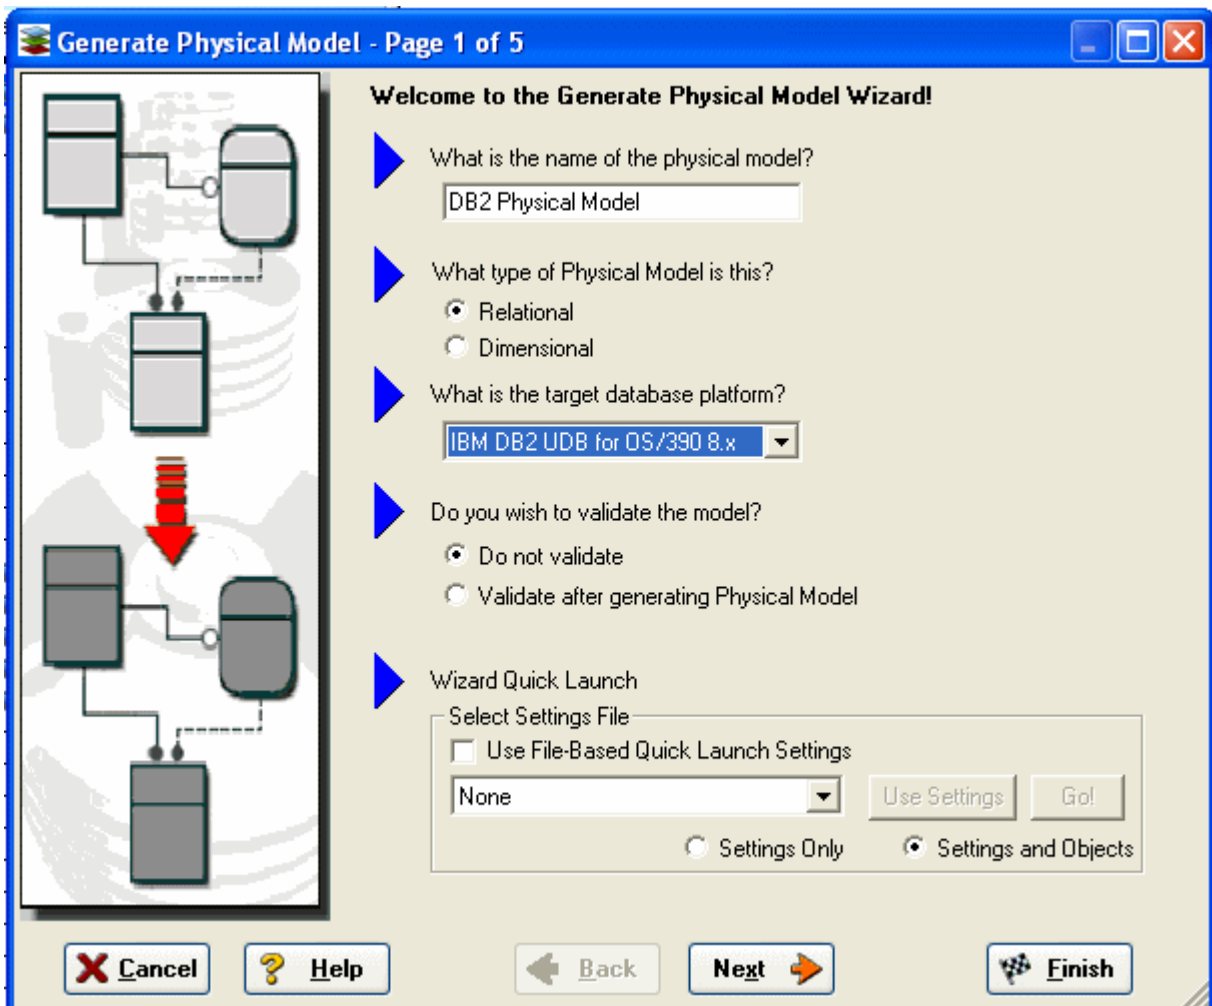 Generate Physical Model - Page 1 of 5
Welcome to the Generate Physical Model Wizard!
What is the name of the physical model?
DB2 Physical Model
What type of Physical Model is this?
Relational
Dimensional
What is the target database platform?
IBM DB2 UDB for OS/390 8.x
Do you wish to validate the model?
Do not validate
Validate after generating Physical Model
Wizard Quick Launch
Select Settings File
Use File-Based Quick Launch Settings
None
Use Settings
Go!
Settings Only
Settings and Objects
Cancel
Help
Back
Next
Finish